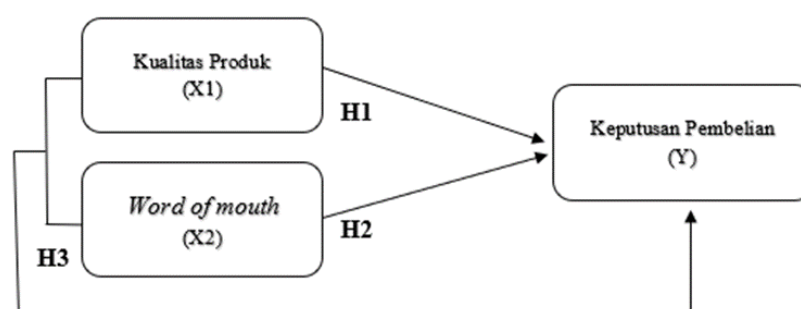 Kualitas Produk
(X1)
H1
Keputusan Pembelian
(Y)
Word of mouth
(X2)
H2
H3